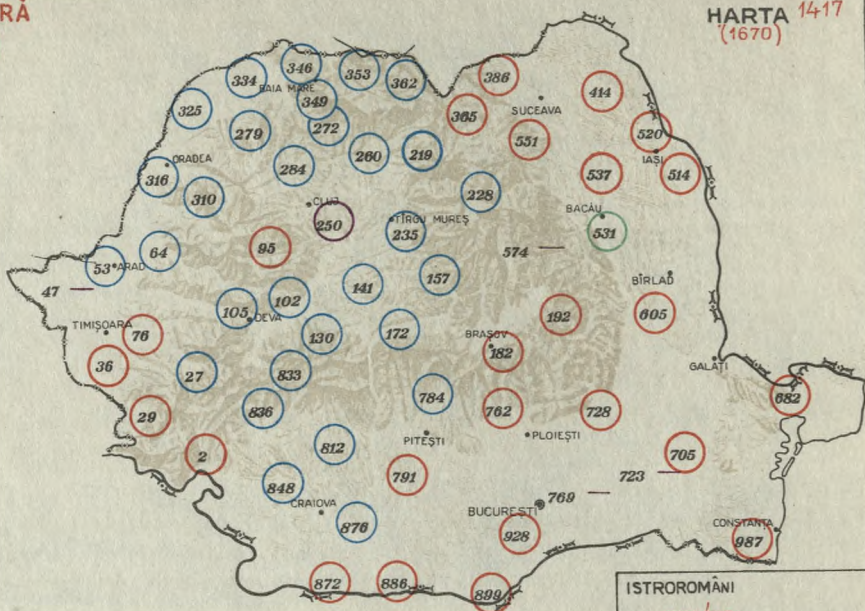 RĂ
HARTA 1417
(1670)
346
353
334
362
386
BAIA MARE
349
414
325
SUCEAVA
365
272
279
520
551
260
219
IAȘI
ORADEA
284
316
537
514
310
228
CLUJ
BACĂU
TÎRGU MUREȘ
250
235
531
95
574
64
53
ARAD
157
BÎRLAD
141
47
102
105
DEVA
192
605
TIMIȘOARA
76
130
172
BRAȘOV
182
36
GALAȚI
27
833
784
682
836
762
728
29
PITEȘTI
PLOIEȘTI
812
2
705
791
723
848
769
CRAIOVA
BUCUREȘTI
876
928
CONSTANȚA
987
872
886
899
ISTROROMÂNI